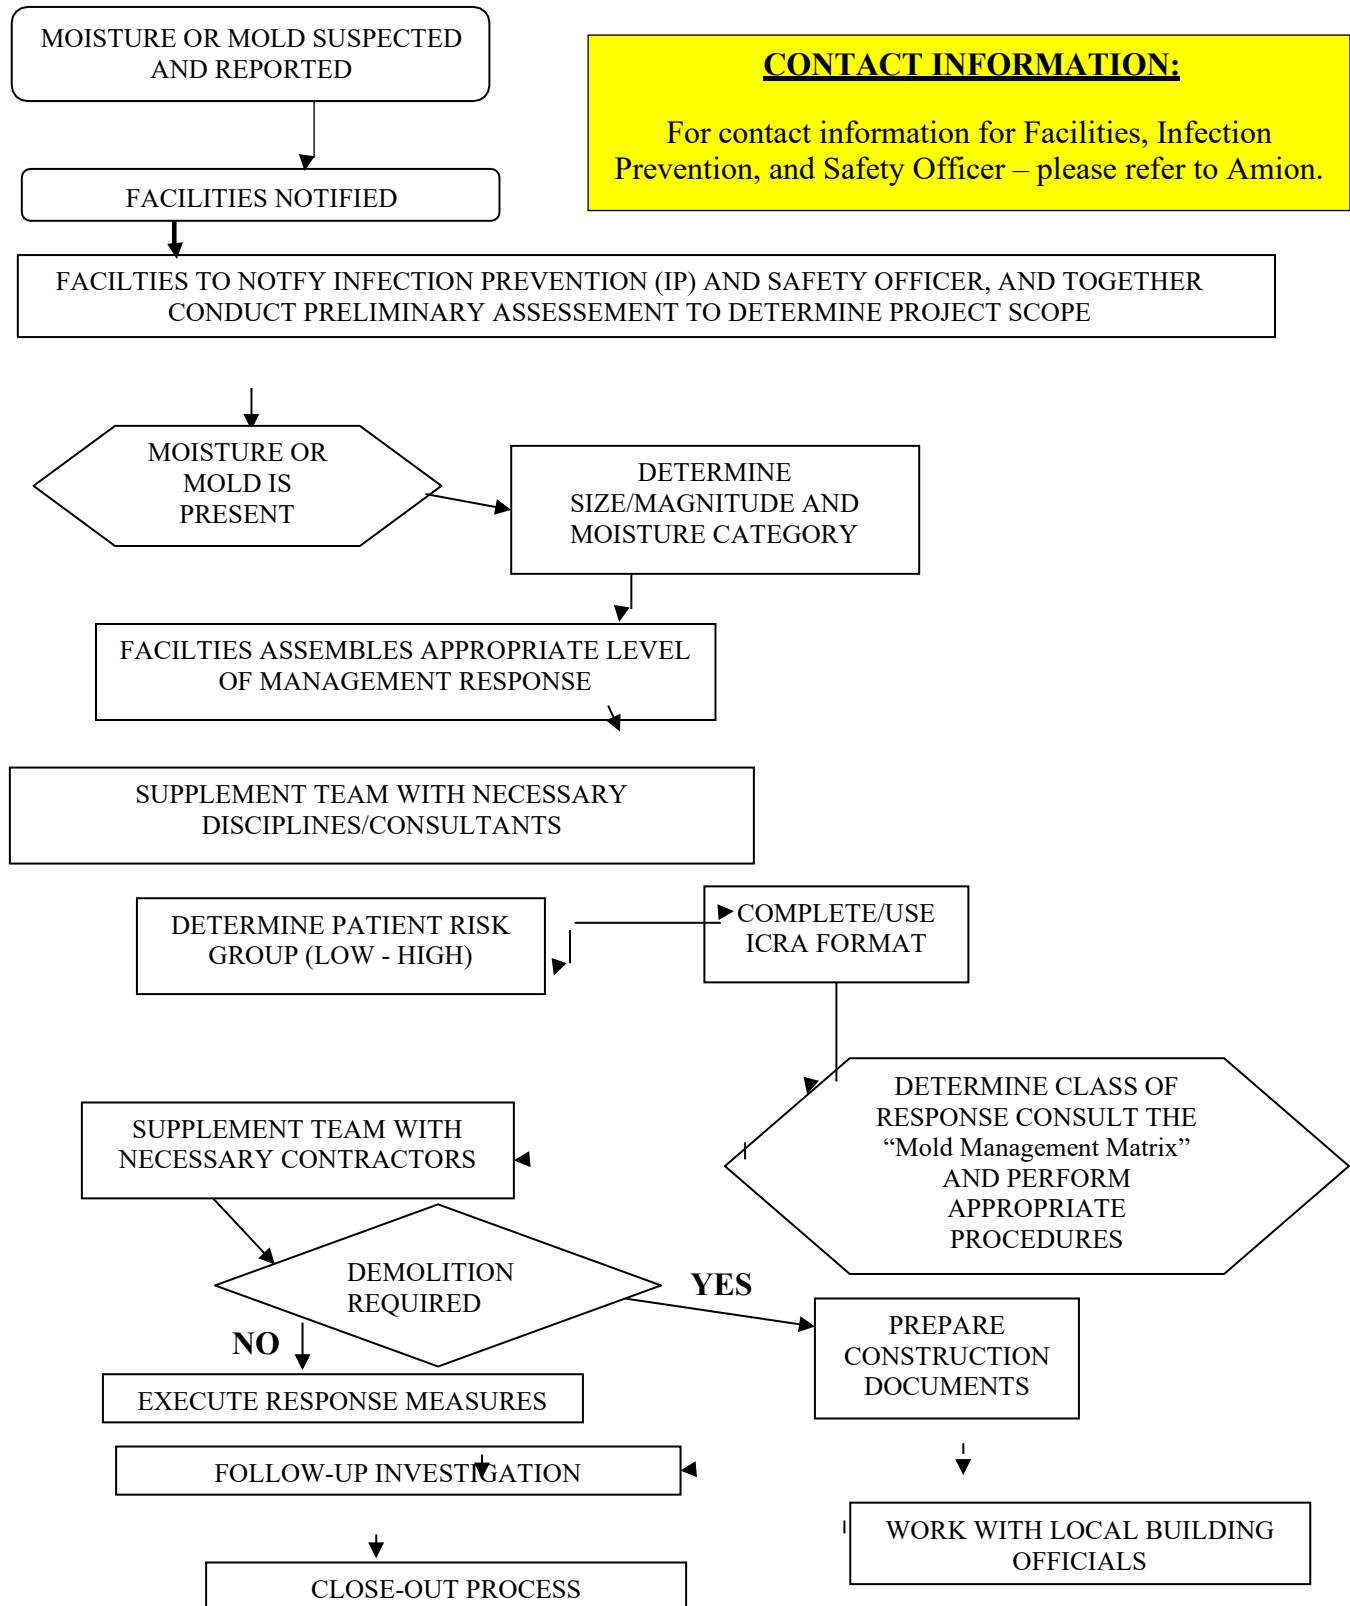 MOISTURE OR MOLD SUSPECTED
AND REPORTED
CONTACT INFORMATION:
For contact information for Facilities, Infection
Prevention, and Safety Officer – please refer to Amion.
FACILITIES NOTIFIED
FACILTIES TO NOTFY INFECTION PREVENTION (IP) AND SAFETY OFFICER, AND TOGETHER
CONDUCT PRELIMINARY ASSESSEMENT TO DETERMINE PROJECT SCOPE
MOISTURE OR
MOLD IS
PRESENT
DETERMINE
SIZE/MAGNITUDE AND
MOISTURE CATEGORY
FACILTIES ASSEMBLES APPROPRIATE LEVEL
OF MANAGEMENT RESPONSE
SUPPLEMENT TEAM WITH NECESSARY
DISCIPLINES/CONSULTANTS
DETERMINE PATIENT RISK
GROUP (LOW - HIGH)
COMPLETE/USE
ICRA FORMAT
DETERMINE CLASS OF
RESPONSE CONSULT THE
“Mold Management Matrix”
AND PERFORM
APPROPRIATE
PROCEDURES
SUPPLEMENT TEAM WITH
NECESSARY CONTRACTORS
DEMOLITION
REQUIRED
YES
NO
PREPARE
CONSTRUCTION
DOCUMENTS
EXECUTE RESPONSE MEASURES
FOLLOW-UP INVESTIGATION
WORK WITH LOCAL BUILDING
OFFICIALS
CLOSE-OUT PROCESS